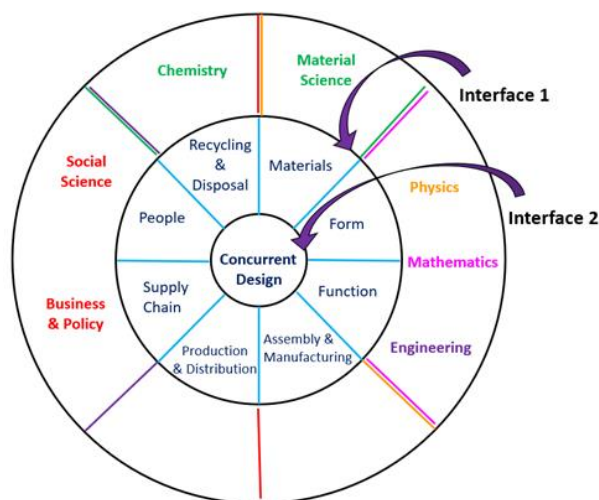 Chemistry
Material
Science
Interface 1
Social
Science
Recycling
&
Disposal
Materials
Physics
People
Form
Interface 2
Concurrent
Design
Mathematics
Supply
Chain
Function
Business
& Policy
Production
& Distribution
Assembly &
Manufacturing
Engineering